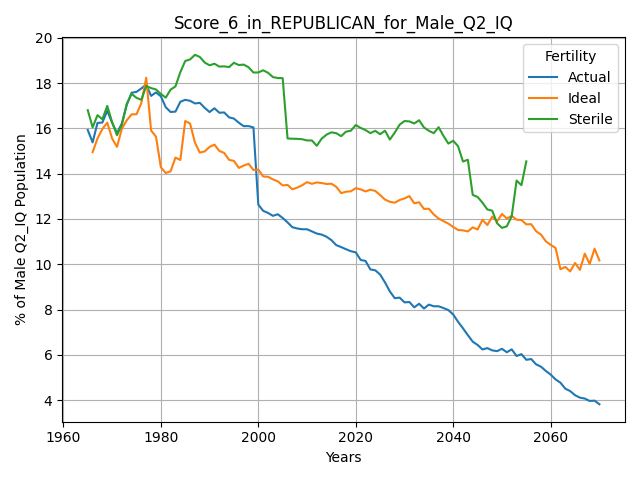 Score_6_in_REPUBLICAN_for_Male_Q2_IQ
% of Male Q2_IQ Population
20
18
16
14
12
10
8
6
4
Fertility
Actual
Ideal
Sterile
1960
1980
2000
2020
2040
2060
Years